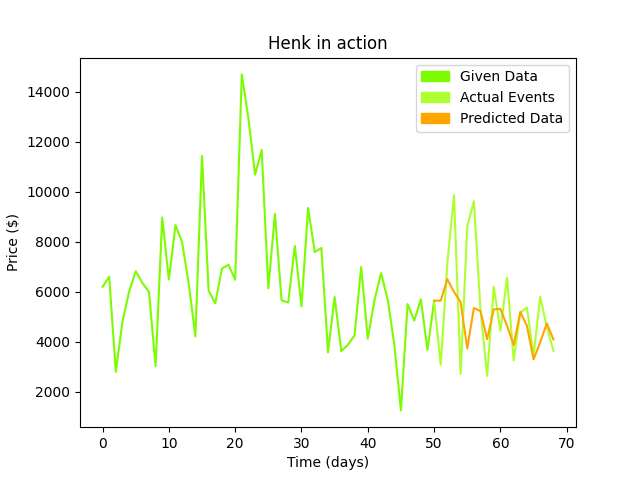 Henk in action
Given Data
Actual Events
Predicted Data
Price ($)
14000
12000
10000
8000
6000
4000
2000
0 10 20 30 40 50 60 70
Time (days)